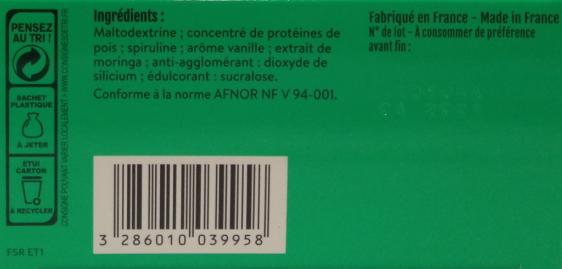 PENSEZ
AU TRI !
SACHET
PLASTIQUE
À JETER
ÉTUI
CARTON
À RECYCLER
CONSIGNE POUVANT VARIER LOCALEMENT > WWW.CONSIGNESDETRI.FR
FSR ET1
Ingrédients :
Maltodextrine ; concentré de protéines de
pois ; spiruline ; arôme vanille ; extrait de
moringa ; anti-agglomérant : dioxyde de
silicium ; édulcorant : sucralose.
Conforme à la norme AFNOR NF V 94-001.
3 286010 039958
Fabriqué en France - Made in France
N° de lot - À consommer de préférence
avant fin :